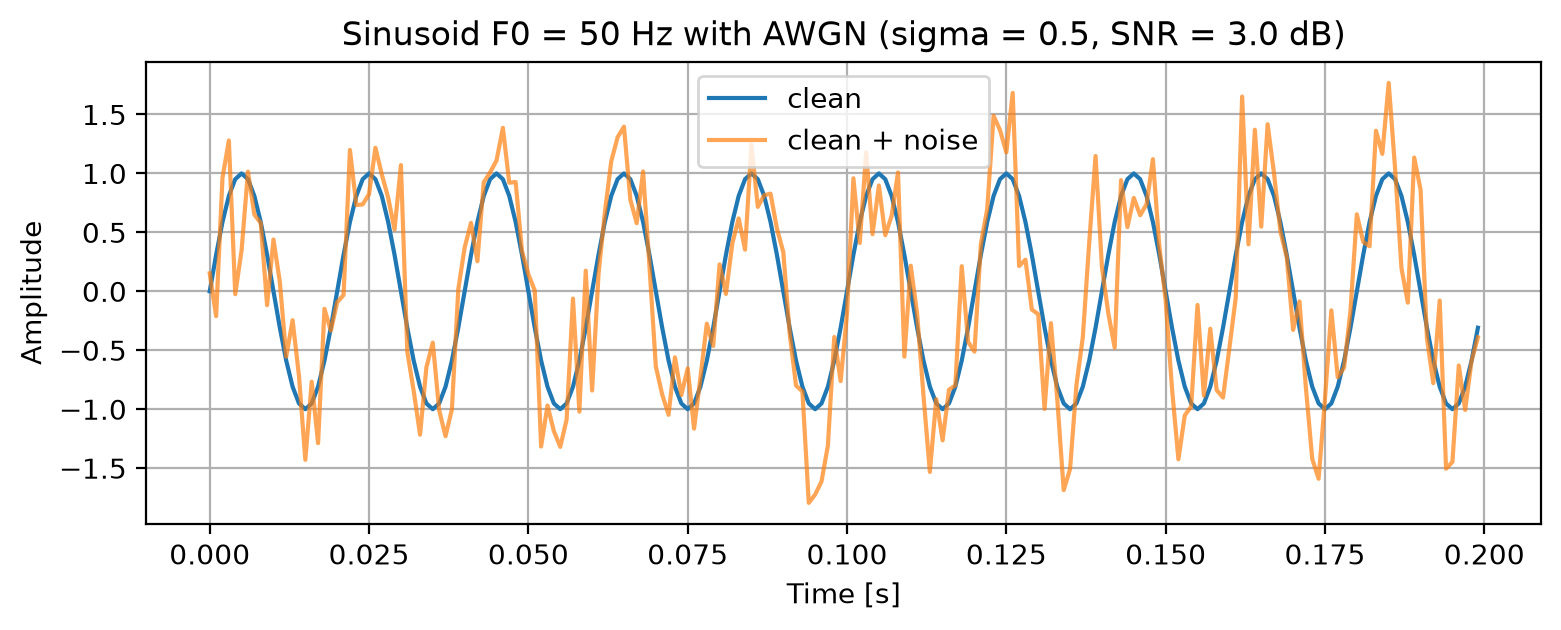 Sinusoid F0 = 50 Hz with AWGN (sigma = 0.5, SNR = 3.0 dB)
clean
clean + noise
Amplitude
1.5
1.0
0.5
0.0
−0.5
−1.0
−1.5
0.000 0.025 0.050 0.075 0.100 0.125 0.150 0.175 0.200
Time [s]